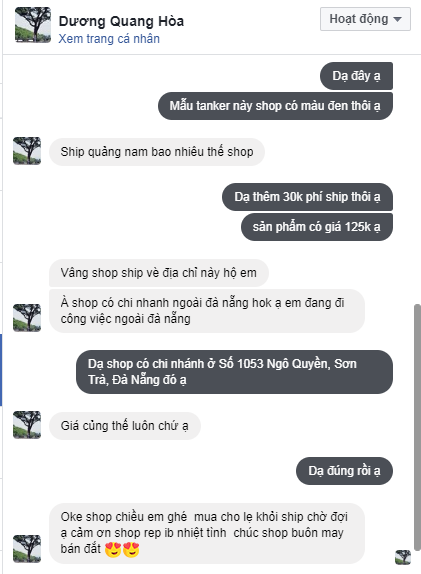 Dương Quang Hòa
Hoạt động
Xem trang cá nhân
Dạ đây ạ
Mẫu tanker này shop có màu đen thôi ạ
Ship quảng nam bao nhiêu thế shop
Dạ thêm 30k phí ship thôi ạ
sản phẩm có giá 125k ạ
Vâng shop ship vè địa chỉ này hộ em
À shop có chi nhanh ngoài đà nẵng hok ạ em đang đi
công việc ngoài đà nẵng
Dạ shop có chi nhánh ở Số 1053 Ngô Quyền, Sơn
Trà, Đà Nẵng đó ạ
Giá củng thế luôn chứ ạ
Dạ đúng rồi ạ
Oke shop chiều em ghé mua cho lẹ khỏi ship chờ đợi
ạ cảm ơn shop rep ib nhiệt tình chúc shop buôn may
bán đắt 😍😍